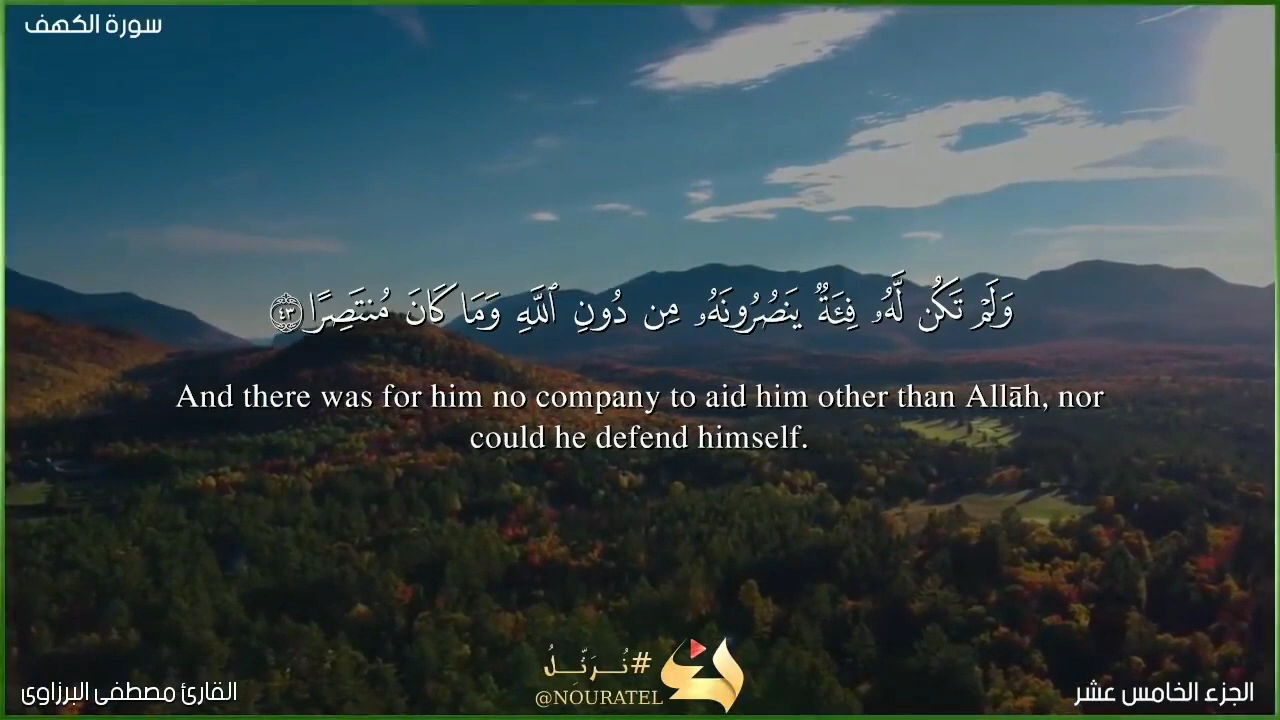 سورة الكهف
وَلَمْ تَكُن لَّهُۥ فِئَةٌ يَنصُرُونَهُۥ مِن دُونِ ٱللَّهِ وَمَا كَانَ مُنتَصِرًا ٤٣
And there was for him no company to aid him other than Allāh, nor
could he defend himself.
#نُرَتِّلُ
@NOURATEL
القارئ مصطفى البرزاوى
الجزء الخامس عشر